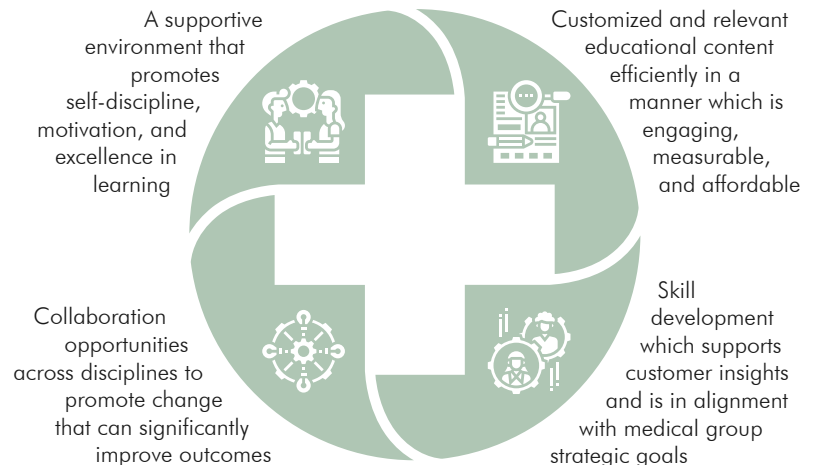 A supportive
environment that
promotes
self-discipline,
motivation, and
excellence in
learning
Customized and relevant
educational content
efficiently in a
manner which is
engaging,
measurable,
and affordable
Collaboration
opportunities
across disciplines to
promote change
that can significantly
improve outcomes
Skill
development
which supports
customer insights
and is in alignment
with medical group
strategic goals